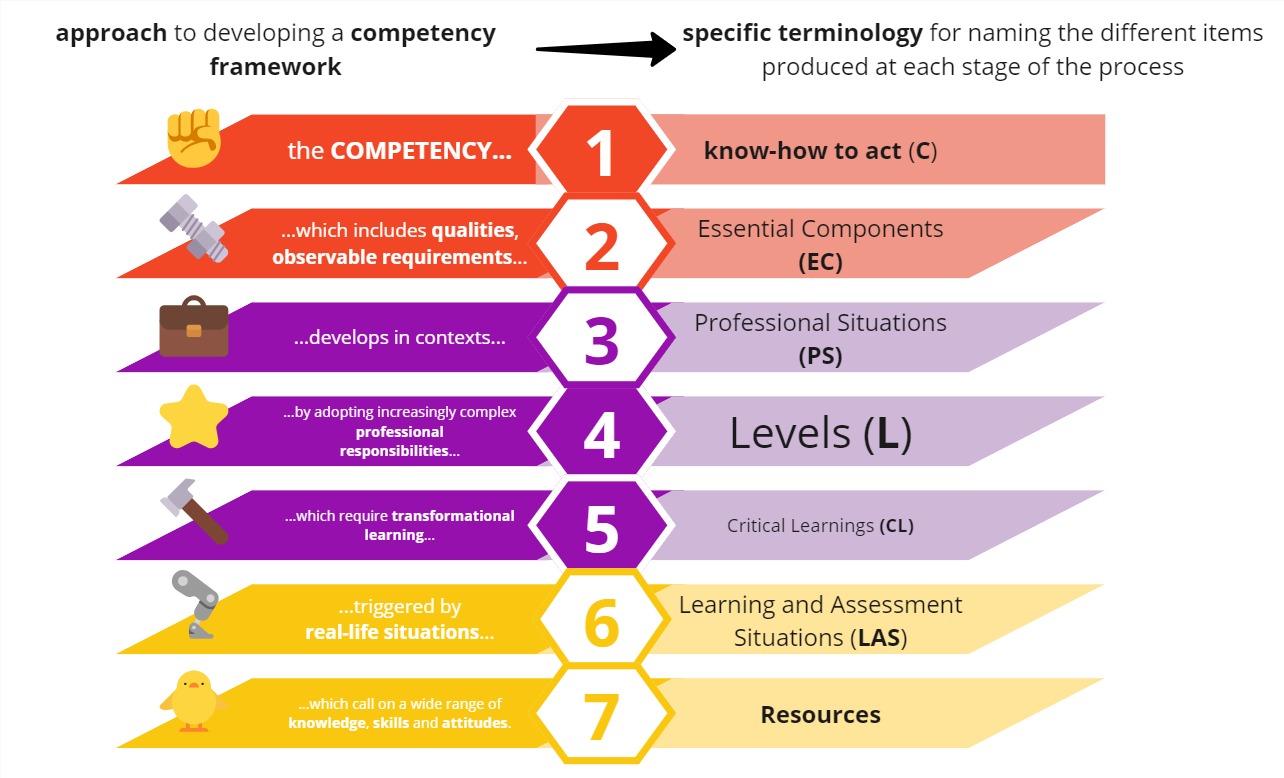 approach to developing a competency
framework
specific terminology for naming the different items
produced at each stage of the process
the COMPETENCY...
1
know-how to act (C)
...which includes qualities,
observable requirements...
2
Essential Components
(EC)
...develops in contexts...
3
Professional Situations
(PS)
...by adopting increasingly complex
professional
responsibilities...
4
Levels (L)
...which require transformational
learning...
5
Critical Learnings (CL)
...triggered by
real-life situations...
6
Learning and Assessment
Situations (LAS)
...which call on a wide range of
knowledge, skills and attitudes.
7
Resources